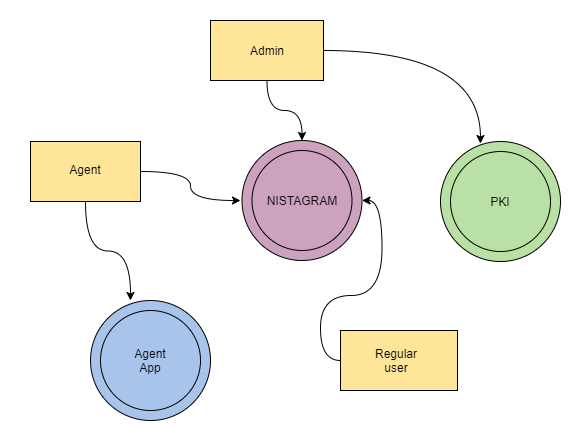 Admin
Agent
NISTAGRAM
PKI
Agent
App
Regular
user